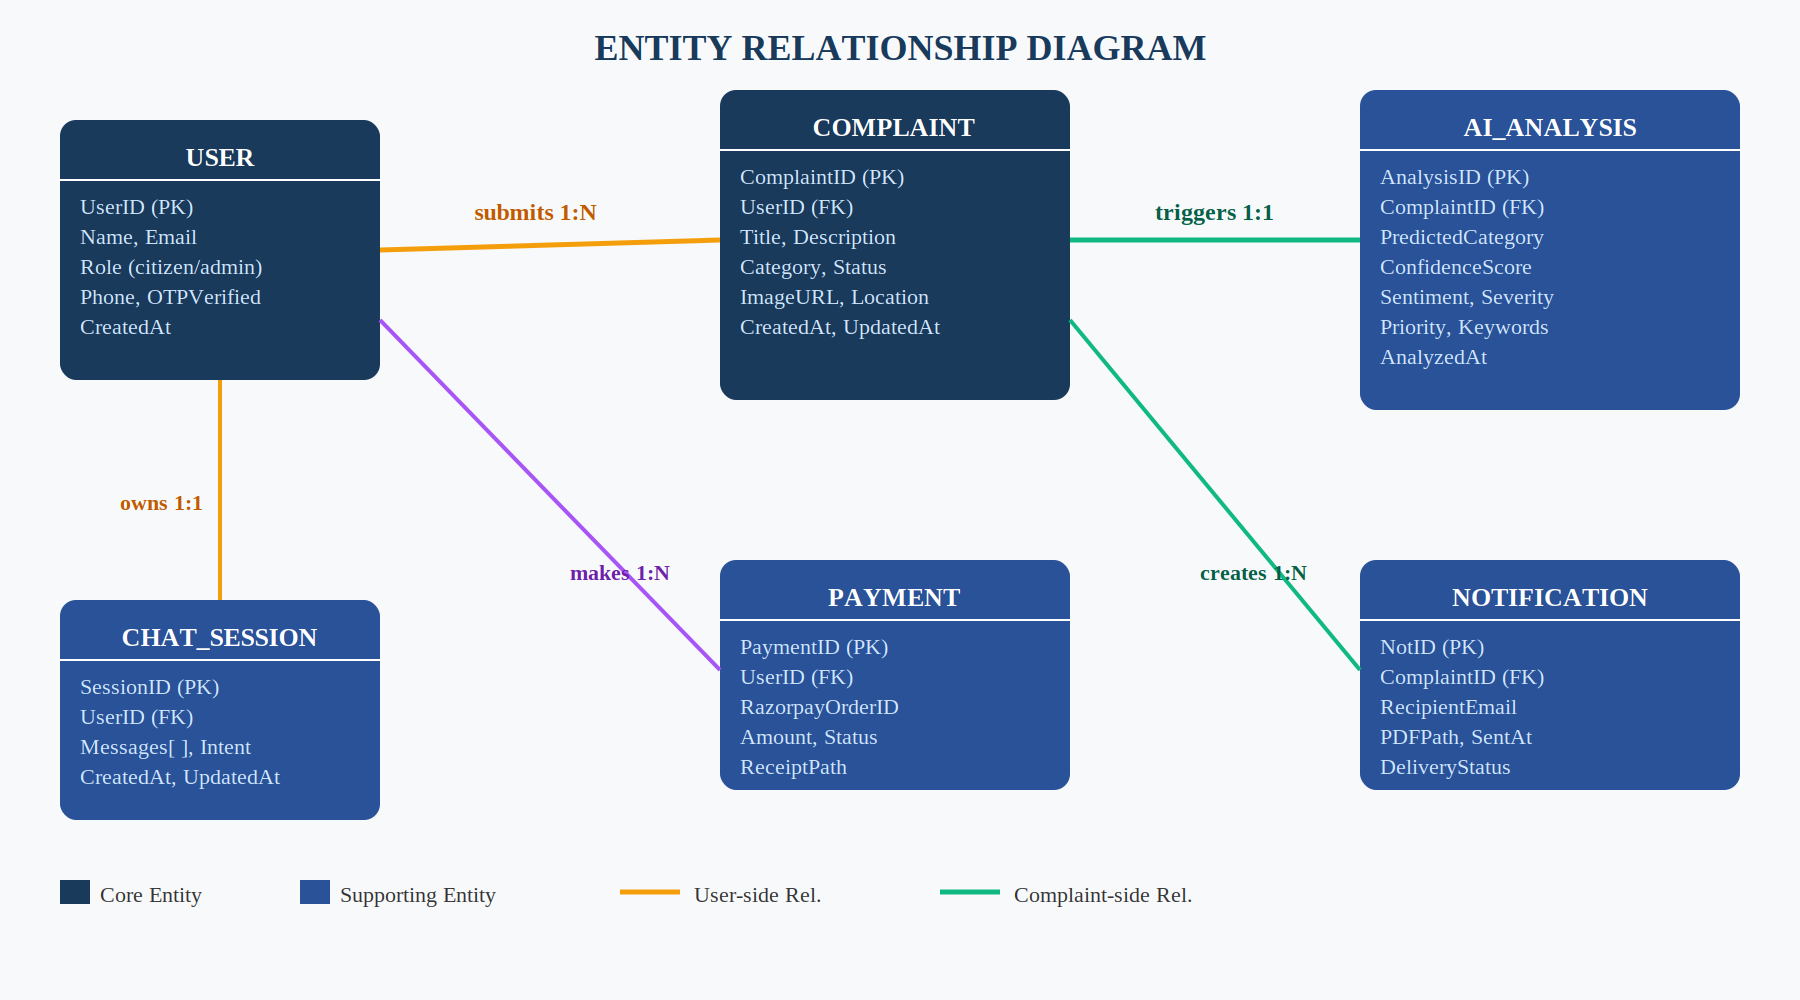 ENTITY RELATIONSHIP DIAGRAM
USER
UserID (PK)
Name, Email
Role (citizen/admin)
Phone, OTPVerified
CreatedAt
submits 1:N
COMPLAINT
ComplaintID (PK)
UserID (FK)
Title, Description
Category, Status
ImageURL, Location
CreatedAt, UpdatedAt
triggers 1:1
AI_ANALYSIS
AnalysisID (PK)
ComplaintID (FK)
PredictedCategory
ConfidenceScore
Sentiment, Severity
Priority, Keywords
AnalyzedAt
owns 1:1
makes 1:N
creates 1:N
CHAT_SESSION
SessionID (PK)
UserID (FK)
Messages[ ], Intent
CreatedAt, UpdatedAt
PAYMENT
PaymentID (PK)
UserID (FK)
RazorpayOrderID
Amount, Status
ReceiptPath
NOTIFICATION
NotID (PK)
ComplaintID (FK)
RecipientEmail
PDFPath, SentAt
DeliveryStatus
Core Entity
Supporting Entity
User-side Rel.
Complaint-side Rel.